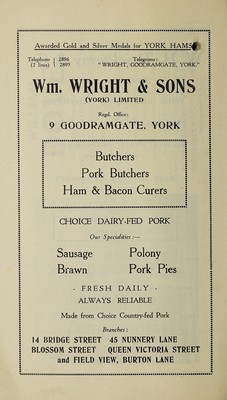 Awarded Gold and Silver Medals for YORK HAMS
Telephone } 2896 Telegrams:
(2 lines) } 2897 "WRIGHT, GOODRAMGATE, YORK."
Wm. WRIGHT & SONS
(YORK) LIMITED
Regd. Office:
9 GOODRAMGATE, YORK
Butchers
Pork Butchers
Ham & Bacon Curers
CHOICE DAIRY-FED PORK
Our Specialities :—
Sausage Polony
Brawn Pork Pies
- FRESH DAILY -
ALWAYS RELIABLE
Made from Choice Country-fed Pork
Branches :
14 BRIDGE STREET 45 NUNNERY LANE
BLOSSOM STREET QUEEN VICTORIA STREET
and FIELD VIEW, BURTON LANE